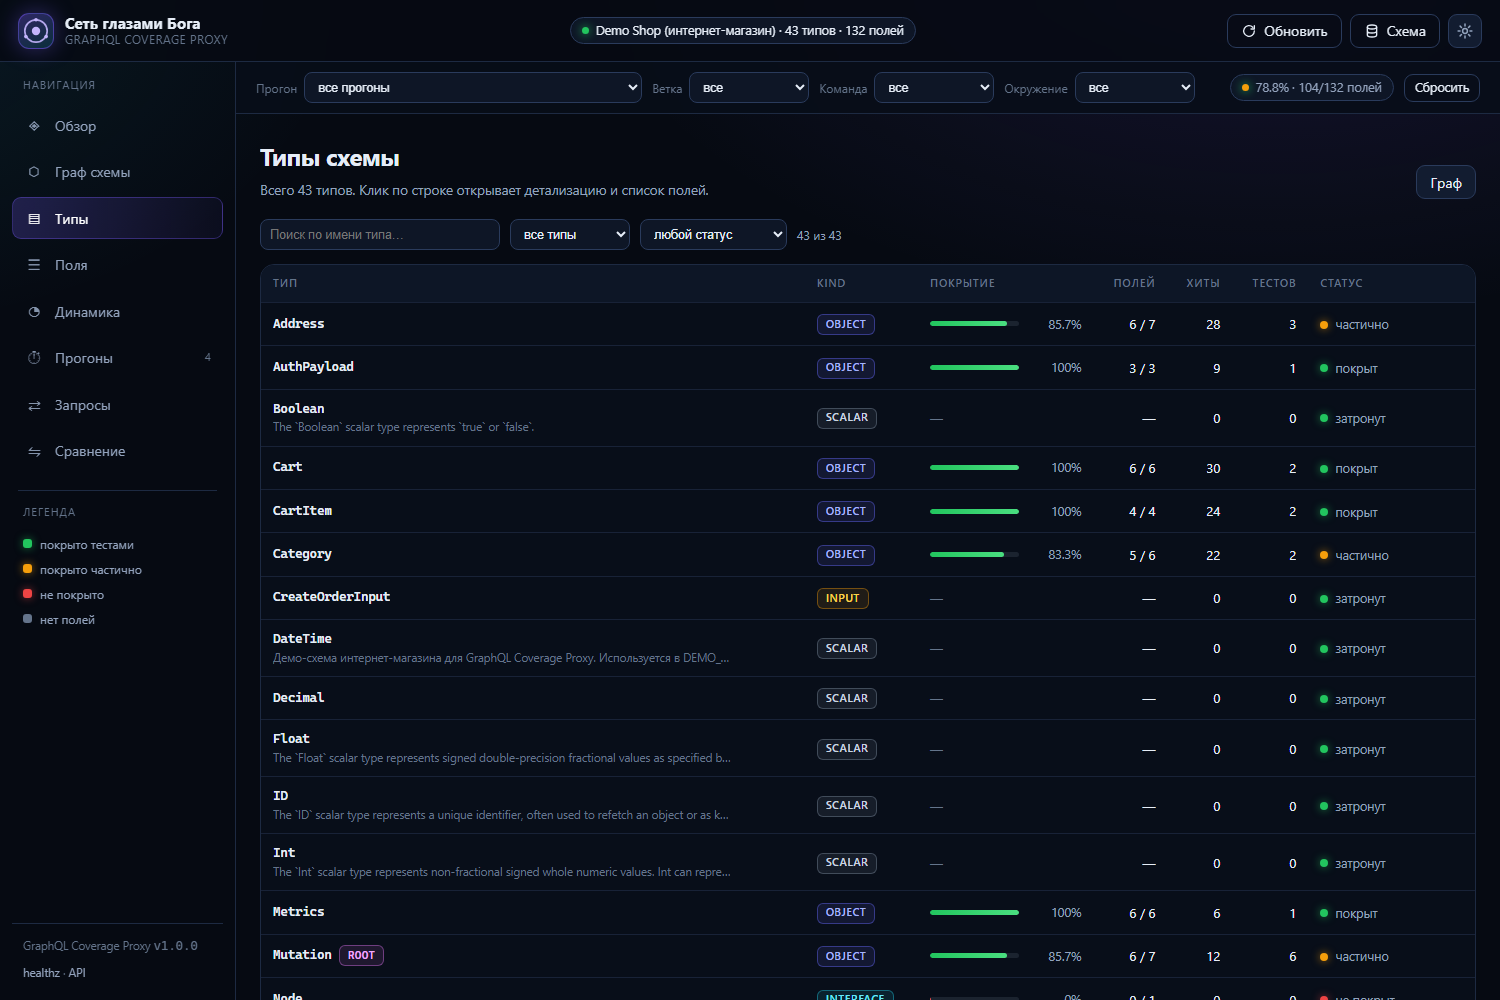 Сеть глазами Бога
GRAPHQL COVERAGE PROXY
Demo Shop (интернет-магазин) · 43 типов · 132 полей
Обновить
Схема
НАВИГАЦИЯ
Обзор
Граф схемы
Типы
Поля
Динамика
Прогоны 4
Запросы
Сравнение
ЛЕГЕНДА
покрыто тестами
покрыто частично
не покрыто
нет полей
GraphQL Coverage Proxy v1.0.0
healthz · API
Прогон все прогоны Ветка все Команда все Окружение все 78.8% · 104/132 полей Сбросить
Типы схемы
Всего 43 типов. Клик по строке открывает детализацию и список полей.
Граф
Поиск по имени типа... все типы любой статус 43 из 43
ТИП KIND ПОКРЫТИЕ ПОЛЕЙ ХИТЫ ТЕСТОВ СТАТУС
Address OBJECT 85.7% 6 / 7 28 3 частично
AuthPayload OBJECT 100% 3 / 3 9 1 покрыт
Boolean SCALAR — — 0 0 затронут
The `Boolean` scalar type represents `true` or `false`.
Cart OBJECT 100% 6 / 6 30 2 покрыт
CartItem OBJECT 100% 4 / 4 24 2 покрыт
Category OBJECT 83.3% 5 / 6 22 2 частично
CreateOrderInput INPUT — — 0 0 затронут
DateTime SCALAR — — 0 0 затронут
Демо-схема интернет-магазина для GraphQL Coverage Proxy. Используется в DEMO_...
Decimal SCALAR — — 0 0 затронут
Float SCALAR — — 0 0 затронут
The `Float` scalar type represents signed double-precision fractional values as specified b...
ID SCALAR — — 0 0 затронут
The `ID` scalar type represents a unique identifier, often used to refetch an object or as k...
Int SCALAR — — 0 0 затронут
The `Int` scalar type represents non-fractional signed whole numeric values. Int can repre...
Metrics OBJECT 100% 6 / 6 6 1 покрыт
Mutation ROOT OBJECT 85.7% 6 / 7 12 6 частично
Node INTERFACE 0% 0 / 1 0 0 не покрыт